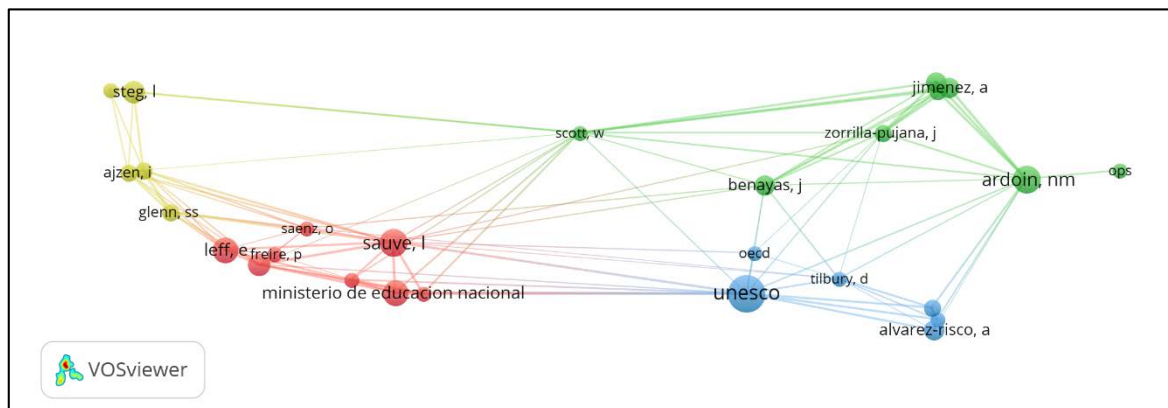 steg, l
jimenez, a
scott, w
zorrilla-pujana, j
ajzen, i
ops
ardoin, nm
benayas, j
glenn, ss
saenz, o
sauve, l
leff, e
freire, p
oecd
tilbury, d
ministerio de educacion nacional
unesco
alvarez-risco, a
VOSviewer